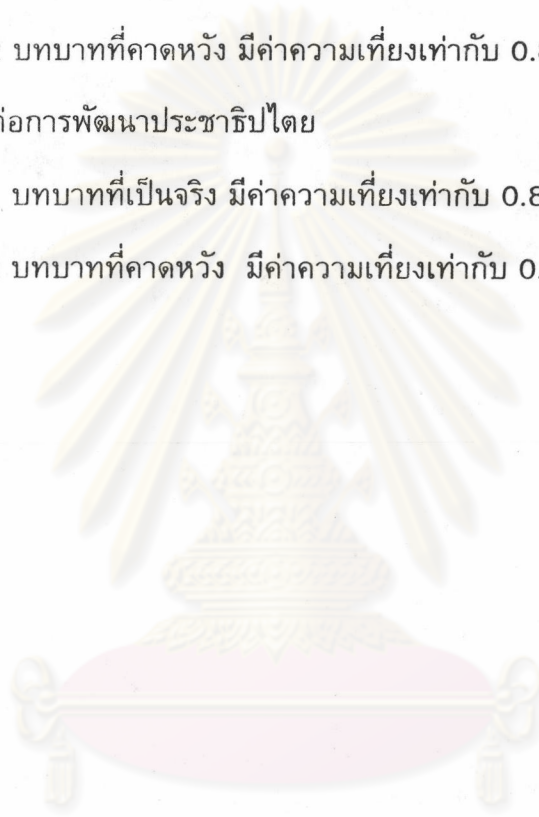 บทบาทที่คาดหวัง มีค่าความเที่ยงเท่ากับ
ต่อการพัฒนาประชาธิปไตย
บทบาทที่เป็นจริง มีค่าความเที่ยงเท่ากับ 0.8
บทบาทที่คาดหวัง มีค่าความเที่ยงเท่ากับ